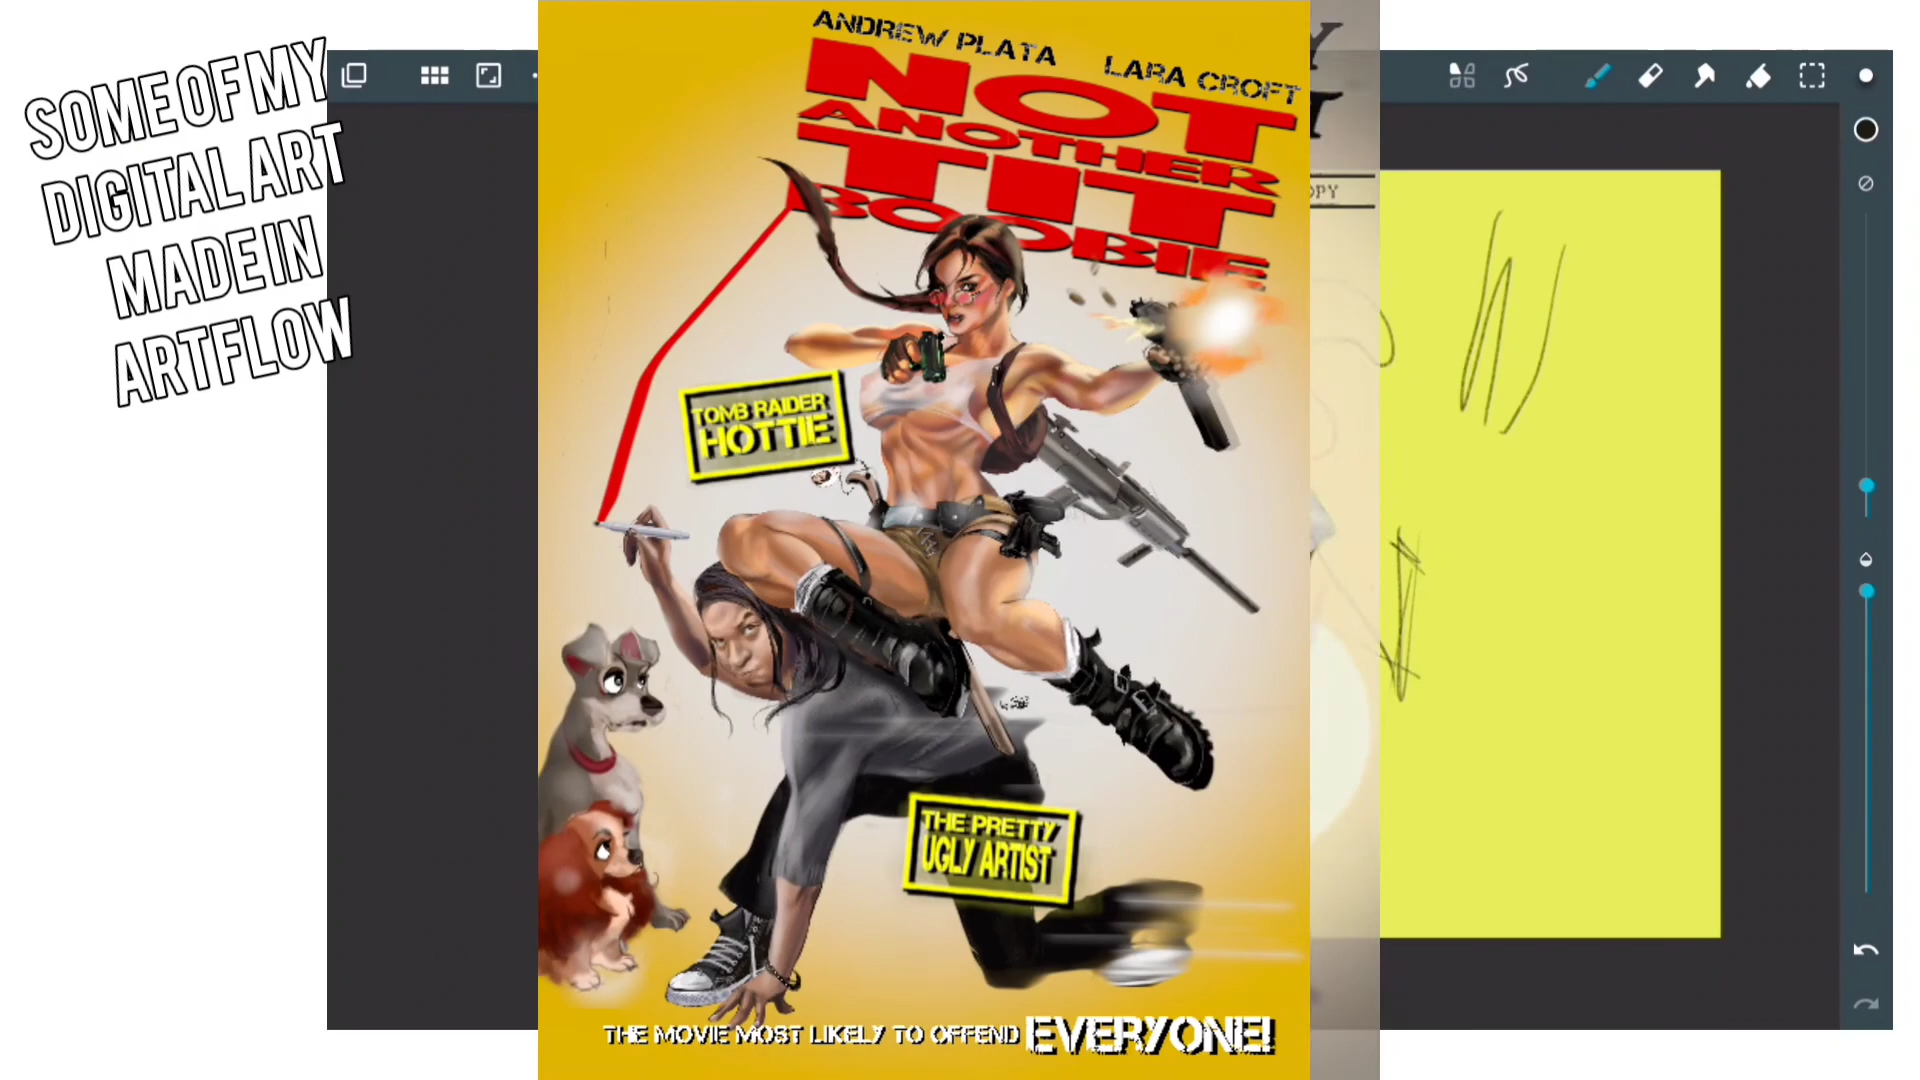 SOME OF MY
DIGITAL ART
MADE IN
ARTFLOW
ANDREW PLATA LARA CROFT
NOT
ANOTHER
TIT
BOOBIE
TOMB RAIDER
HOTTIE
THE PRETTY
UGLY ARTIST
THE MOVIE MOST LIKELY TO OFFEND EVERYONE!